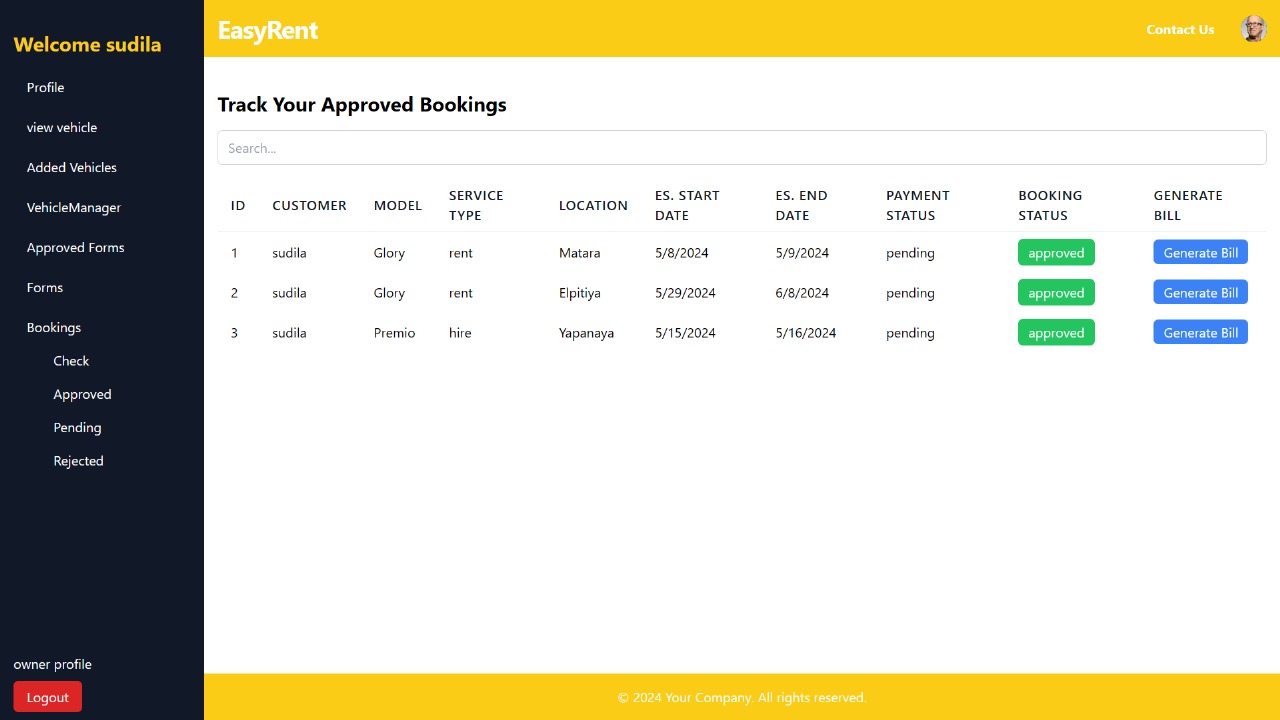 Welcome sudila
Profile
view vehicle
Added Vehicles
VehicleManager
Approved Forms
Forms
Bookings
Check
Approved
Pending
Rejected
owner profile
Logout
EasyRent
Contact Us
Track Your Approved Bookings
Search...
ID CUSTOMER MODEL SERVICE TYPE LOCATION ES. START DATE ES. END DATE PAYMENT STATUS BOOKING STATUS GENERATE BILL
1 sudila Glory rent Matara 5/8/2024 5/9/2024 pending approved Generate Bill
2 sudila Glory rent Elpitiya 5/29/2024 6/8/2024 pending approved Generate Bill
3 sudila Premio hire Yapanaya 5/15/2024 5/16/2024 pending approved Generate Bill
© 2024 Your Company. All rights reserved.